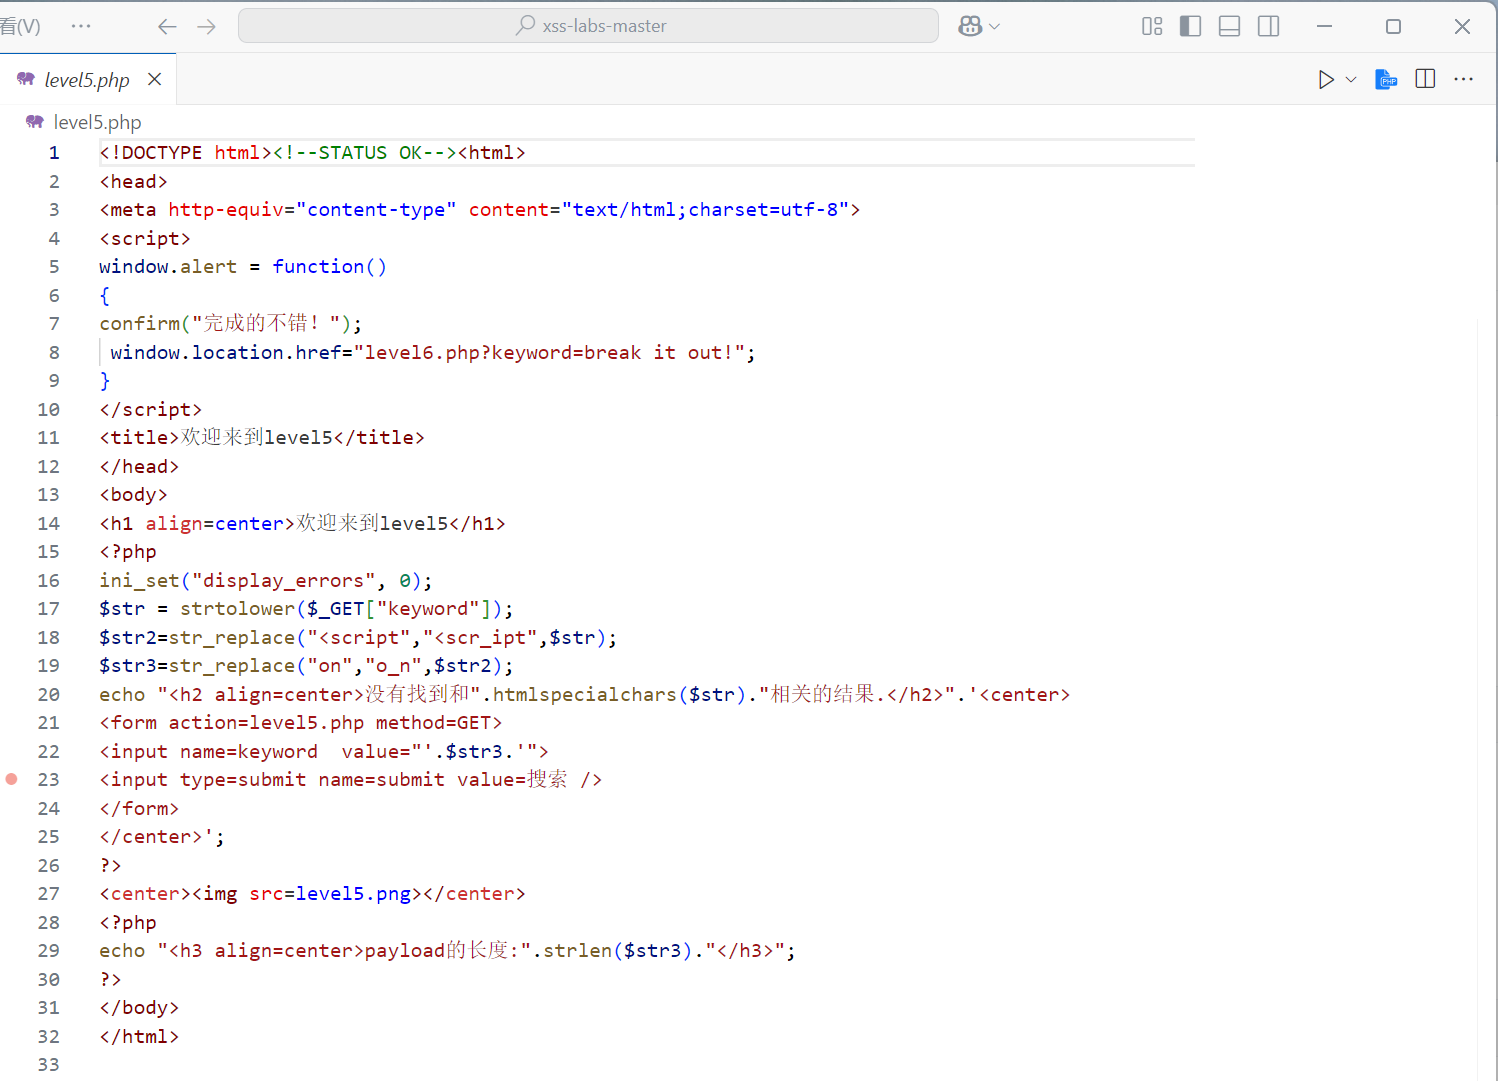 看(V) ··· xss-labs-master
level5.php
level5.php
1 <!DOCTYPE html><!--STATUS OK--><html>
2 <head>
3 <meta http-equiv="content-type" content="text/html;charset=utf-8">
4 <script>
5 window.alert = function()
6 {
7 confirm("完成的不错！");
8  window.location.href="level6.php?keyword=break it out!";
9 }
10 </script>
11 <title>欢迎来到level5</title>
12 </head>
13 <body>
14 <h1 align=center>欢迎来到level5</h1>
15 <?php
16 ini_set("display_errors", 0);
17 $str = strtolower($_GET["keyword"]);
18 $str2=str_replace("<script","<scr_ipt",$str);
19 $str3=str_replace("on","o_n",$str2);
20 echo "<h2 align=center>没有找到和".htmlspecialchars($str)."相关的结果.</h2>".'<center>
21 <form action=level5.php method=GET>
22 <input name=keyword  value="'.$str3.'">
23 <input type=submit name=submit value=搜索 />
24 </form>
25 </center>';
26 ?>
27 <center><img src=level5.png></center>
28 <?php
29 echo "<h3 align=center>payload的长度:".strlen($str3)."</h3>";
30 ?>
31 </body>
32 </html>
33